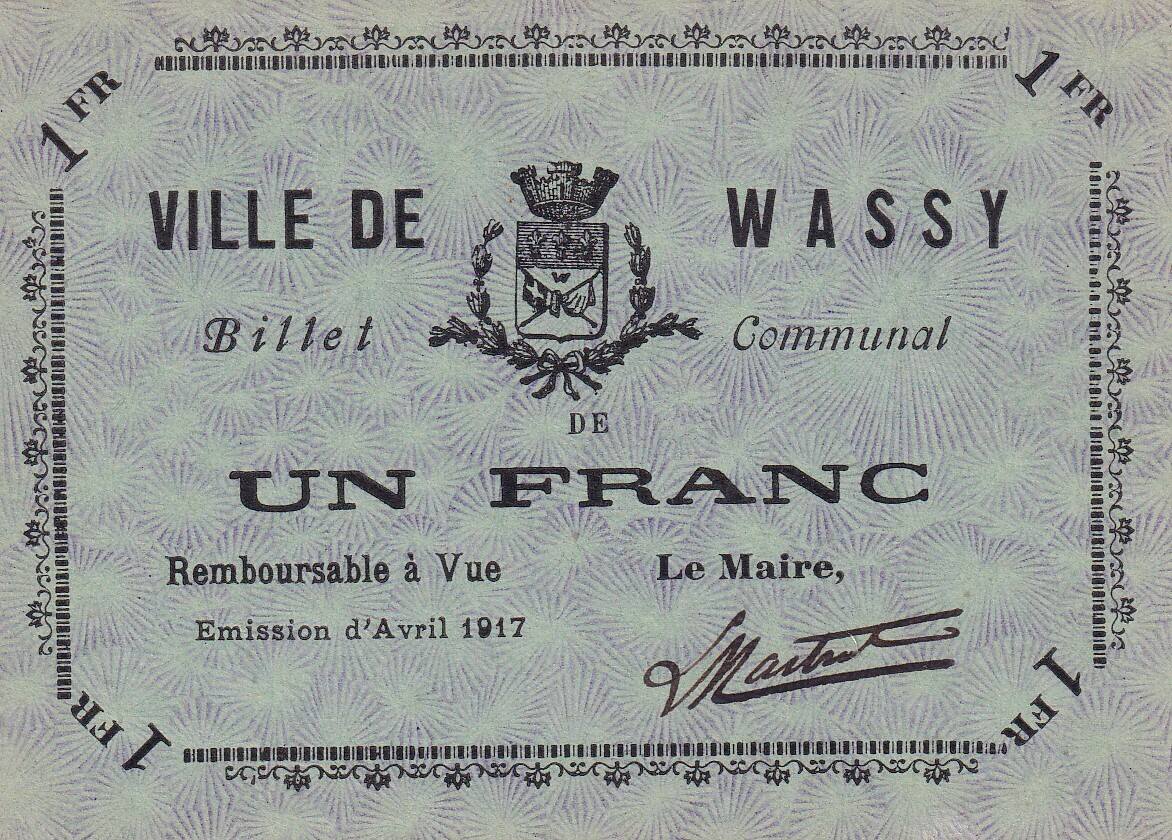 1 FR
1 FR
VILLE DE WASSY
Billet Communal
DE
UN FRANC
Remboursable à Vue
Le Maire,
Emission d'Avril 1917
1 FR
1 FR